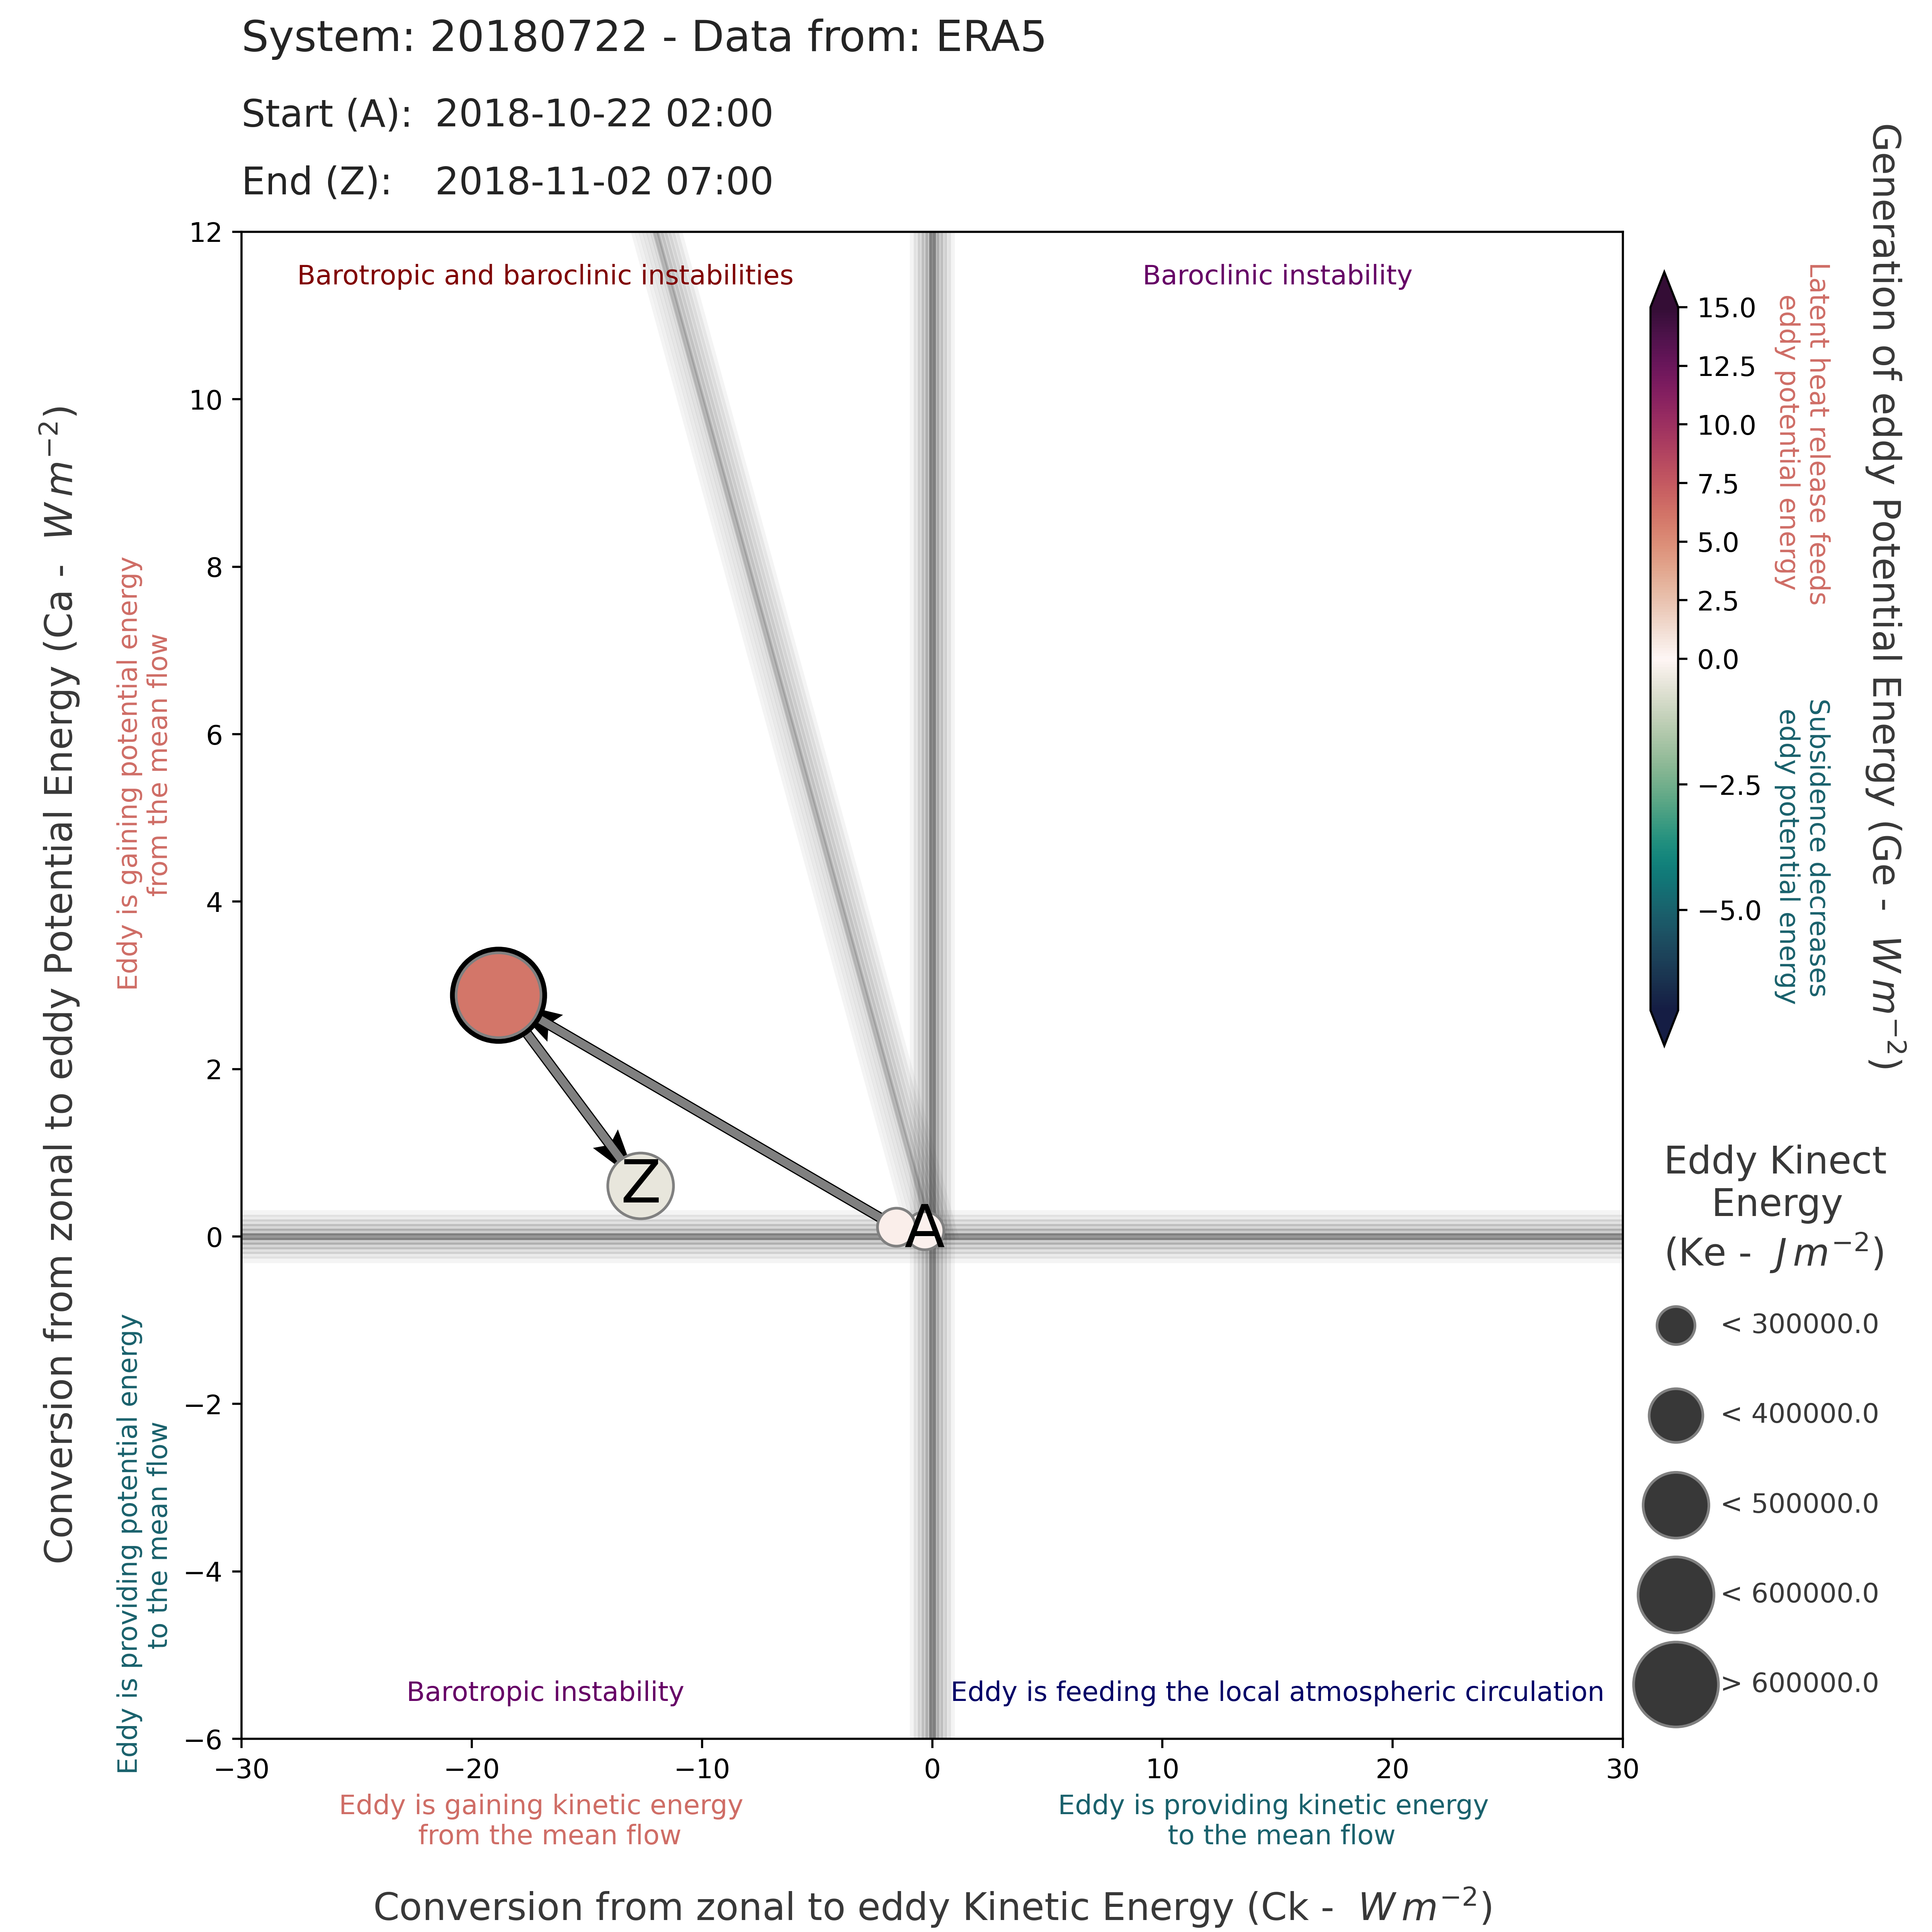 System: 20180722 - Data from: ERA5
Start (A): 2018-10-22 02:00
End (Z): 2018-11-02 07:00
Conversion from zonal to eddy Potential Energy (Ca - W m⁻²)
Eddy is gaining potential energy
from the mean flow
Eddy is providing potential energy
to the mean flow
12
10
8
6
4
2
0
−2
−4
−6
Barotropic and baroclinic instabilities
Baroclinic instability
Z
A
Barotropic instability
Eddy is feeding the local atmospheric circulation
−30
−20
−10
0
10
20
30
Eddy is gaining kinetic energy
from the mean flow
Eddy is providing kinetic energy
to the mean flow
Conversion from zonal to eddy Kinetic Energy (Ck - W m⁻²)
15.0
12.5
10.0
7.5
5.0
2.5
0.0
−2.5
−5.0
Latent heat release feeds
eddy potential energy
Subsidence decreases
eddy potential energy
Generation of eddy Potential Energy (Ge - W m⁻²)
Eddy Kinect
Energy
(Ke - J m⁻²)
< 300000.0
< 400000.0
< 500000.0
< 600000.0
> 600000.0